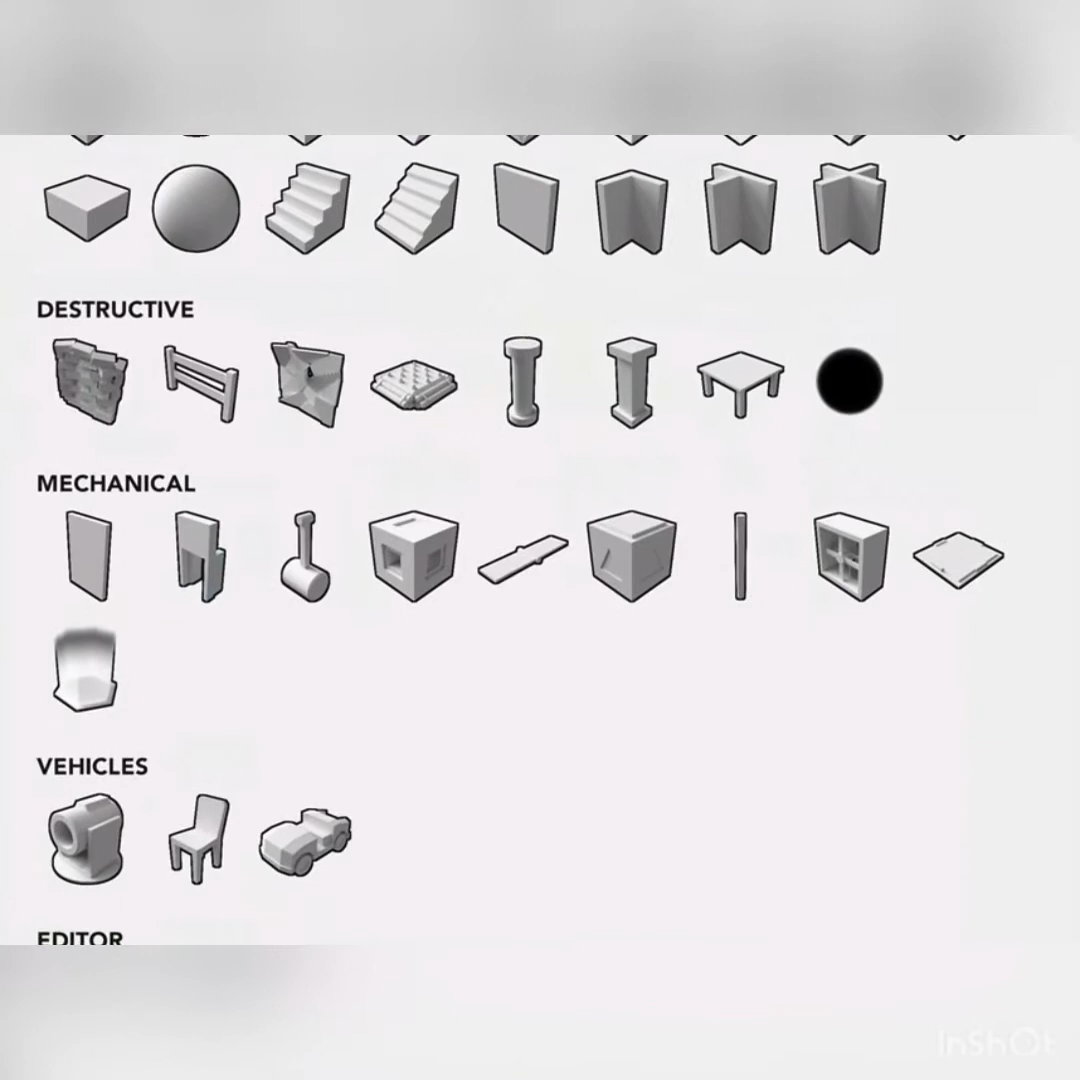 DESTRUCTIVE
MECHANICAL
VEHICLES
EDITOR
InShOt